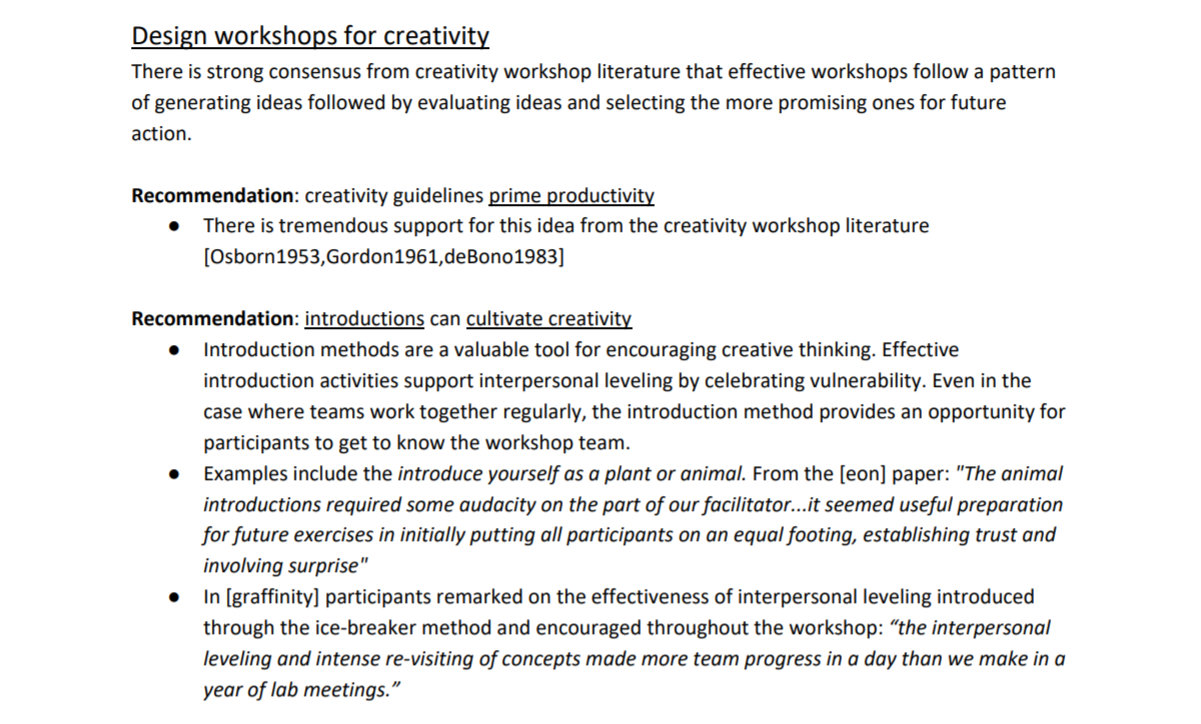 Design workshops for creativity
There is strong consensus from creativity workshop literature that effective workshops follow a pattern
of generating ideas followed by evaluating ideas and selecting the more promising ones for future
action.
Recommendation: creativity guidelines prime productivity
● There is tremendous support for this idea from the creativity workshop literature
[Osborn1953,Gordon1961,deBono1983]
Recommendation: introductions can cultivate creativity
● Introduction methods are a valuable tool for encouraging creative thinking. Effective
introduction activities support interpersonal leveling by celebrating vulnerability. Even in the
case where teams work together regularly, the introduction method provides an opportunity for
participants to get to know the workshop team.
● Examples include the introduce yourself as a plant or animal. From the [eon] paper: "The animal
introductions required some audacity on the part of our facilitator...it seemed useful preparation
for future exercises in initially putting all participants on an equal footing, establishing trust and
involving surprise"
● In [graffinity] participants remarked on the effectiveness of interpersonal leveling introduced
through the ice-breaker method and encouraged throughout the workshop: “the interpersonal
leveling and intense re-visiting of concepts made more team progress in a day than we make in a
year of lab meetings.”